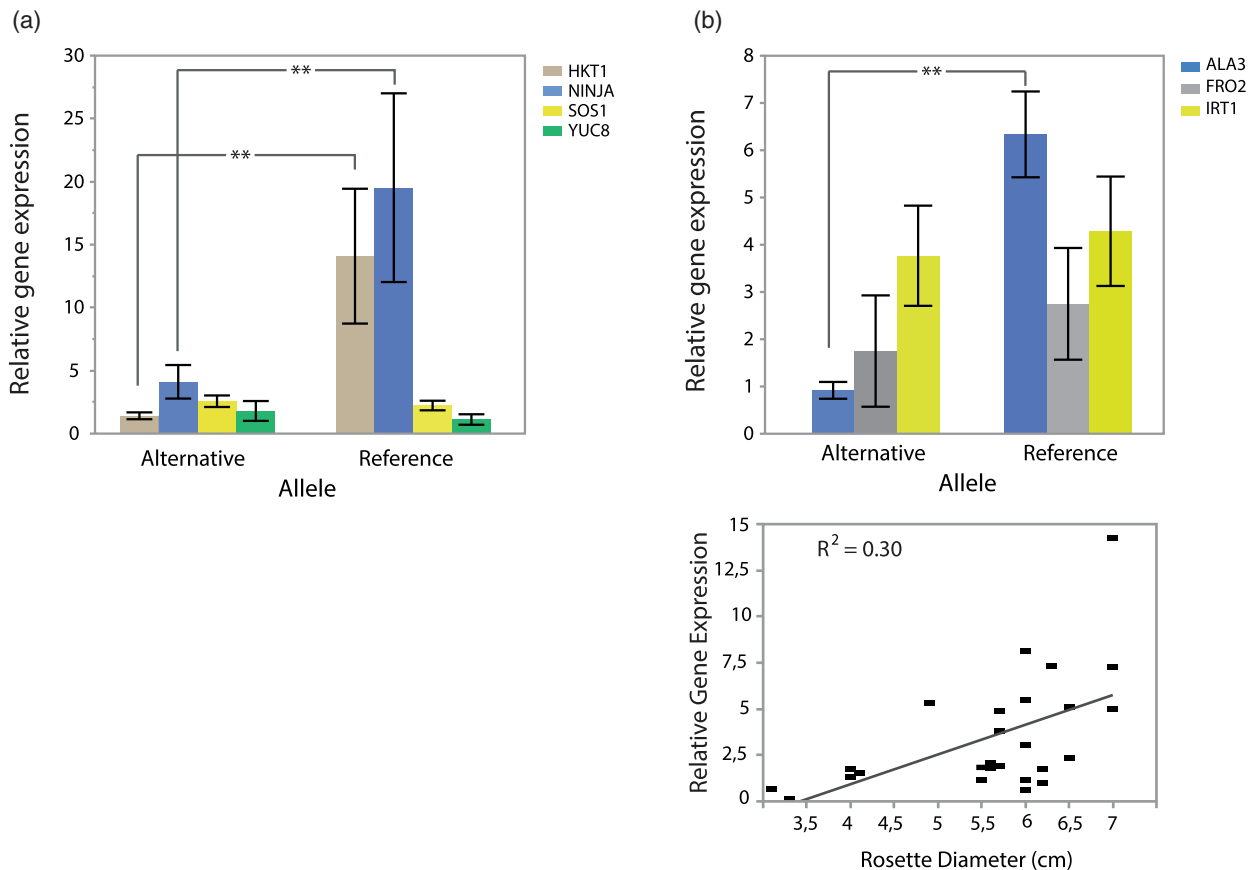 (a)
30
25
20
15
10
5
0
Relative gene expression
**
**
HKT1
NINJA
SOS1
YUC8
Alternative
Reference
Allele
(b)
8
7
6
5
4
3
2
1
0
Relative gene expression
**
ALA3
FRO2
IRT1
Alternative
Reference
Allele
15
12,5
10
7,5
5
2,5
0
Relative Gene Expression
R² = 0.30
3,5 4 4,5 5 5,5 6 6,5 7
Rosette Diameter (cm)